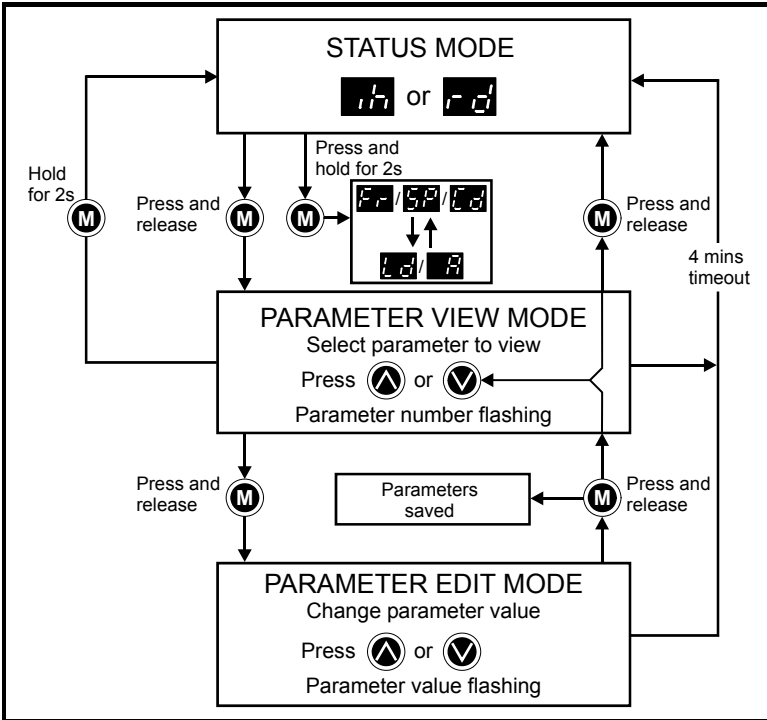 STATUS MODE
ih or rd
Hold
for 2s
M
Press and
release
M
Press and
hold for 2s
M
Fr / SP / Cd
Ld / A
M
Press and
release
4 mins
timeout
PARAMETER VIEW MODE
Select parameter to view
Press or
Parameter number flashing
Press and
release
M
Parameters
saved
M
Press and
release
PARAMETER EDIT MODE
Change parameter value
Press or
Parameter value flashing